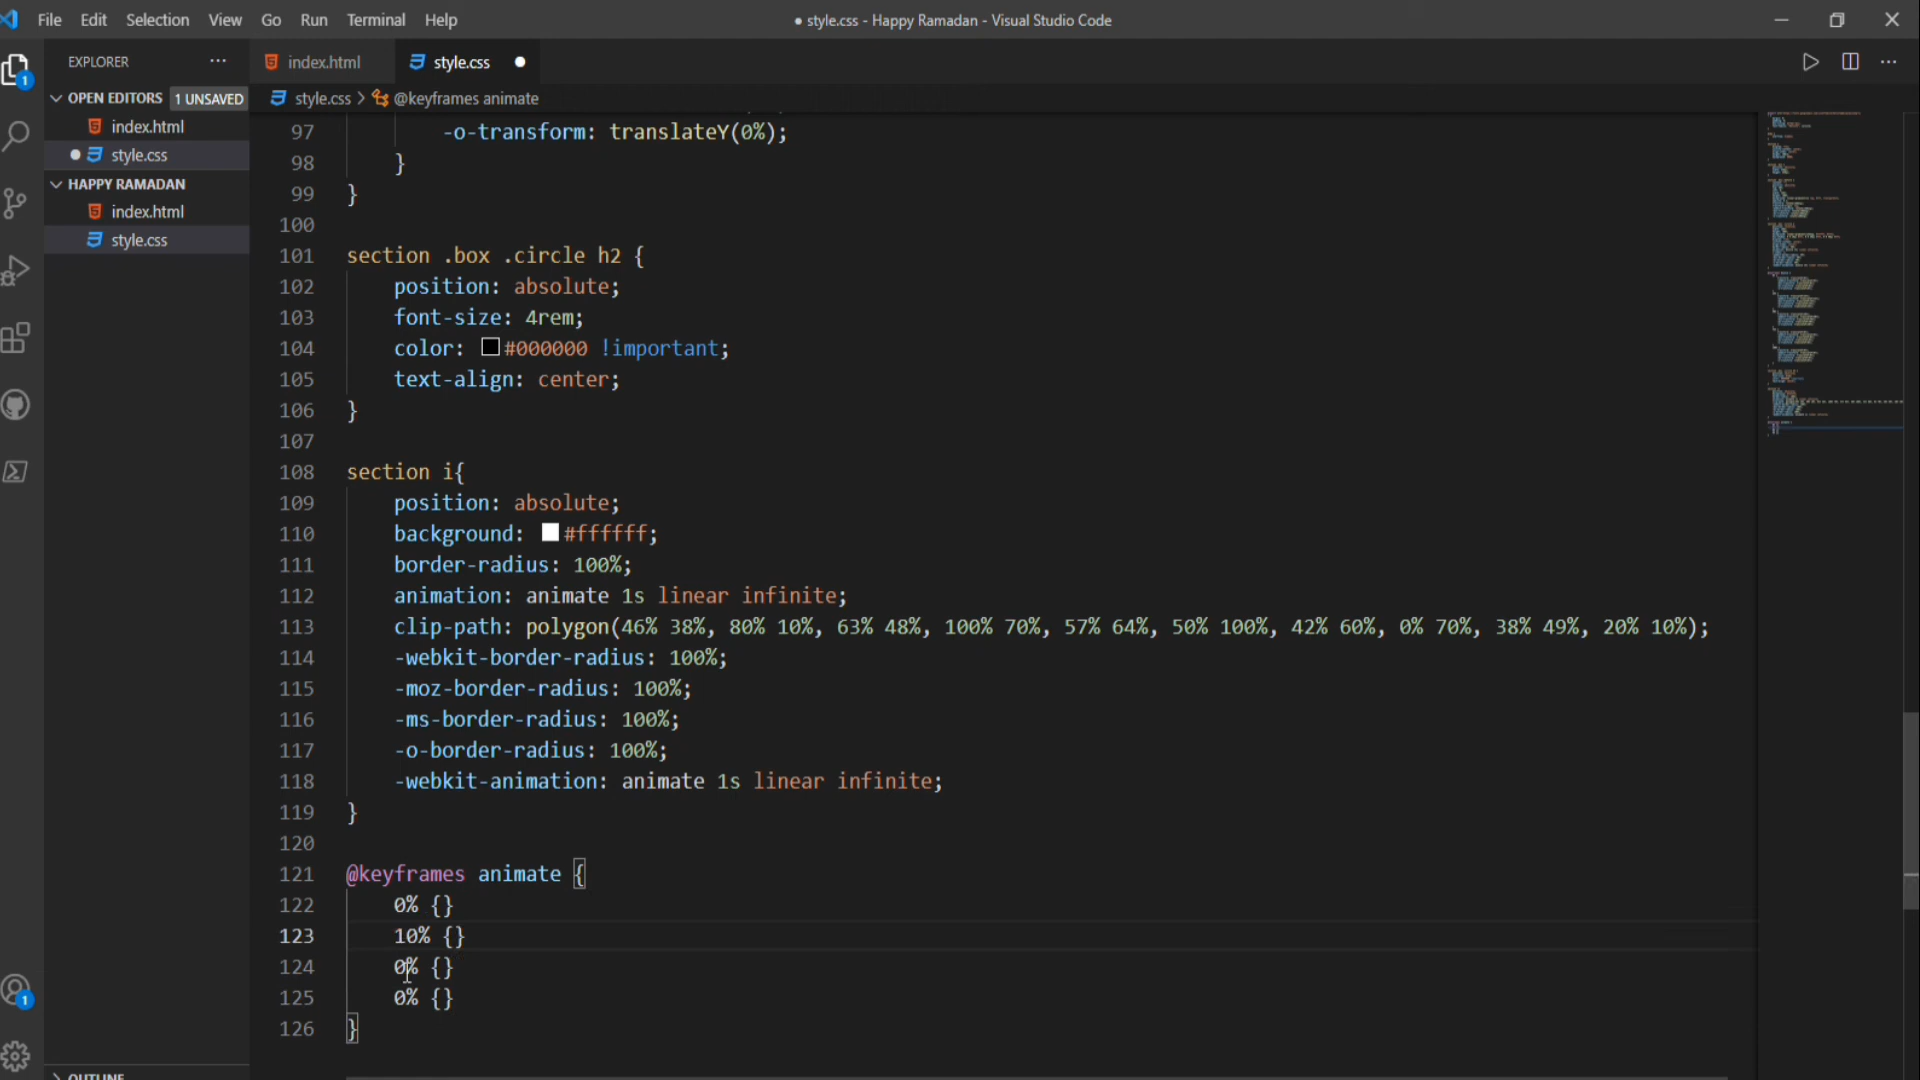 File Edit Selection View Go Run Terminal Help
● style.css - Happy Ramadan - Visual Studio Code
EXPLORER
index.html
style.css
OPEN EDITORS 1 UNSAVED
index.html
style.css
HAPPY RAMADAN
index.html
style.css
OUTLINE
1
1
style.css > @keyframes animate
97 -o-transform: translateY(0%);
98 }
99 }
100
101 section .box .circle h2 {
102 position: absolute;
103 font-size: 4rem;
104 color: #000000 !important;
105 text-align: center;
106 }
107
108 section i{
109 position: absolute;
110 background: #ffffff;
111 border-radius: 100%;
112 animation: animate 1s linear infinite;
113 clip-path: polygon(46% 38%, 80% 10%, 63% 48%, 100% 70%, 57% 64%, 50% 100%, 42% 60%, 0% 70%, 38% 49%, 20% 10%);
114 -webkit-border-radius: 100%;
115 -moz-border-radius: 100%;
116 -ms-border-radius: 100%;
117 -o-border-radius: 100%;
118 -webkit-animation: animate 1s linear infinite;
119 }
120
121 @keyframes animate {
122 0% {}
123 10% {}
124 0% {}
125 0% {}
126 }